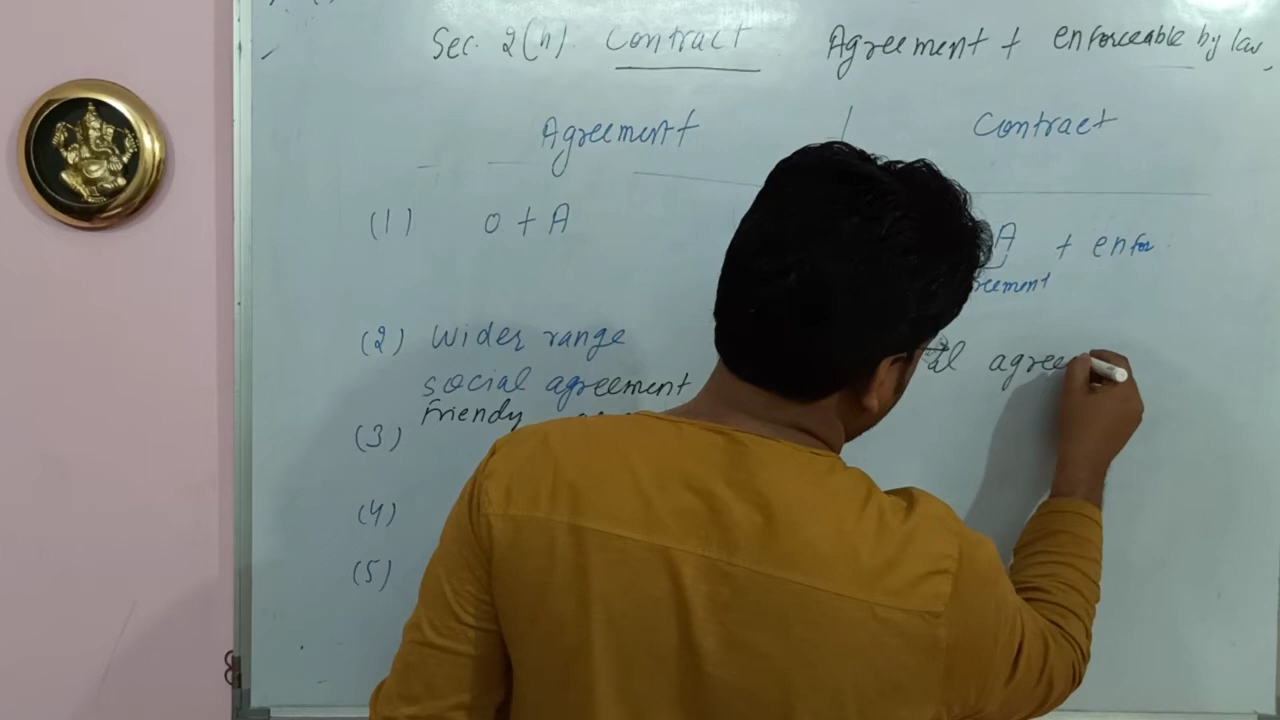 Sec. 2(h). Contract Agreement + enforceable by law,
Agreement Contract
(1) O + A A + enfor
reement
(2) wider range
al agree
social agreement
Friendy
(3)
(4)
(5)